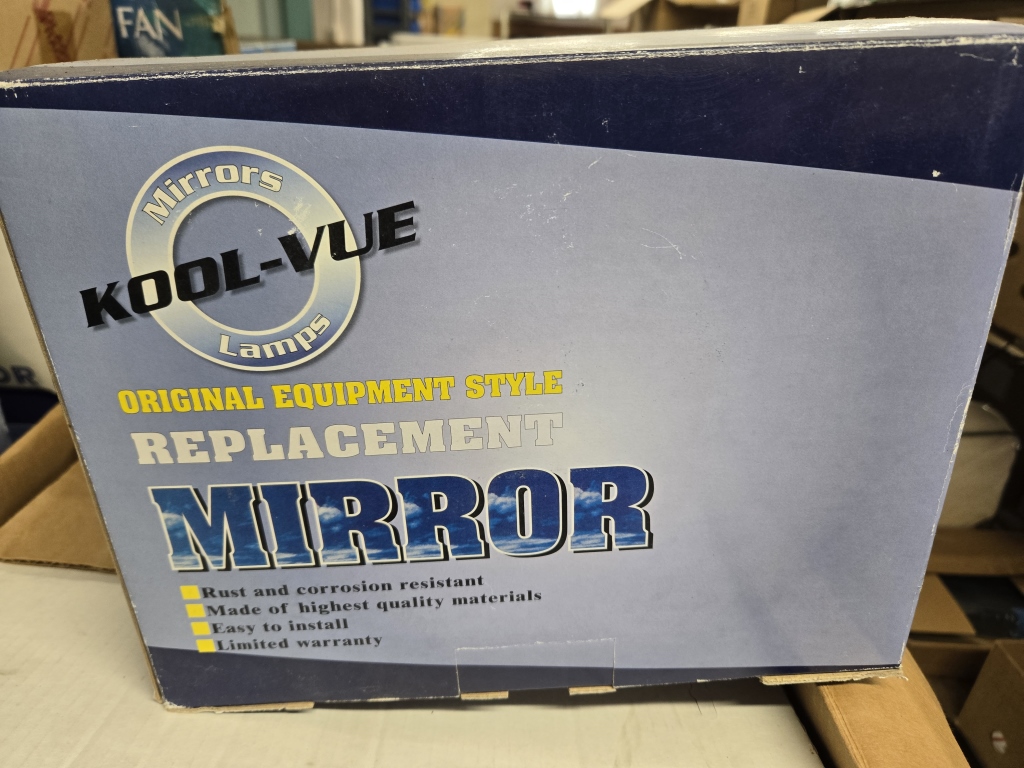 FAN
Mirrors
KOOL-VUE
Lamps
ORIGINAL EQUIPMENT STYLE
REPLACEMENT
MIRROR
Rust and corrosion resistant
Made of highest quality materials
Easy to install
Limited warranty
OR